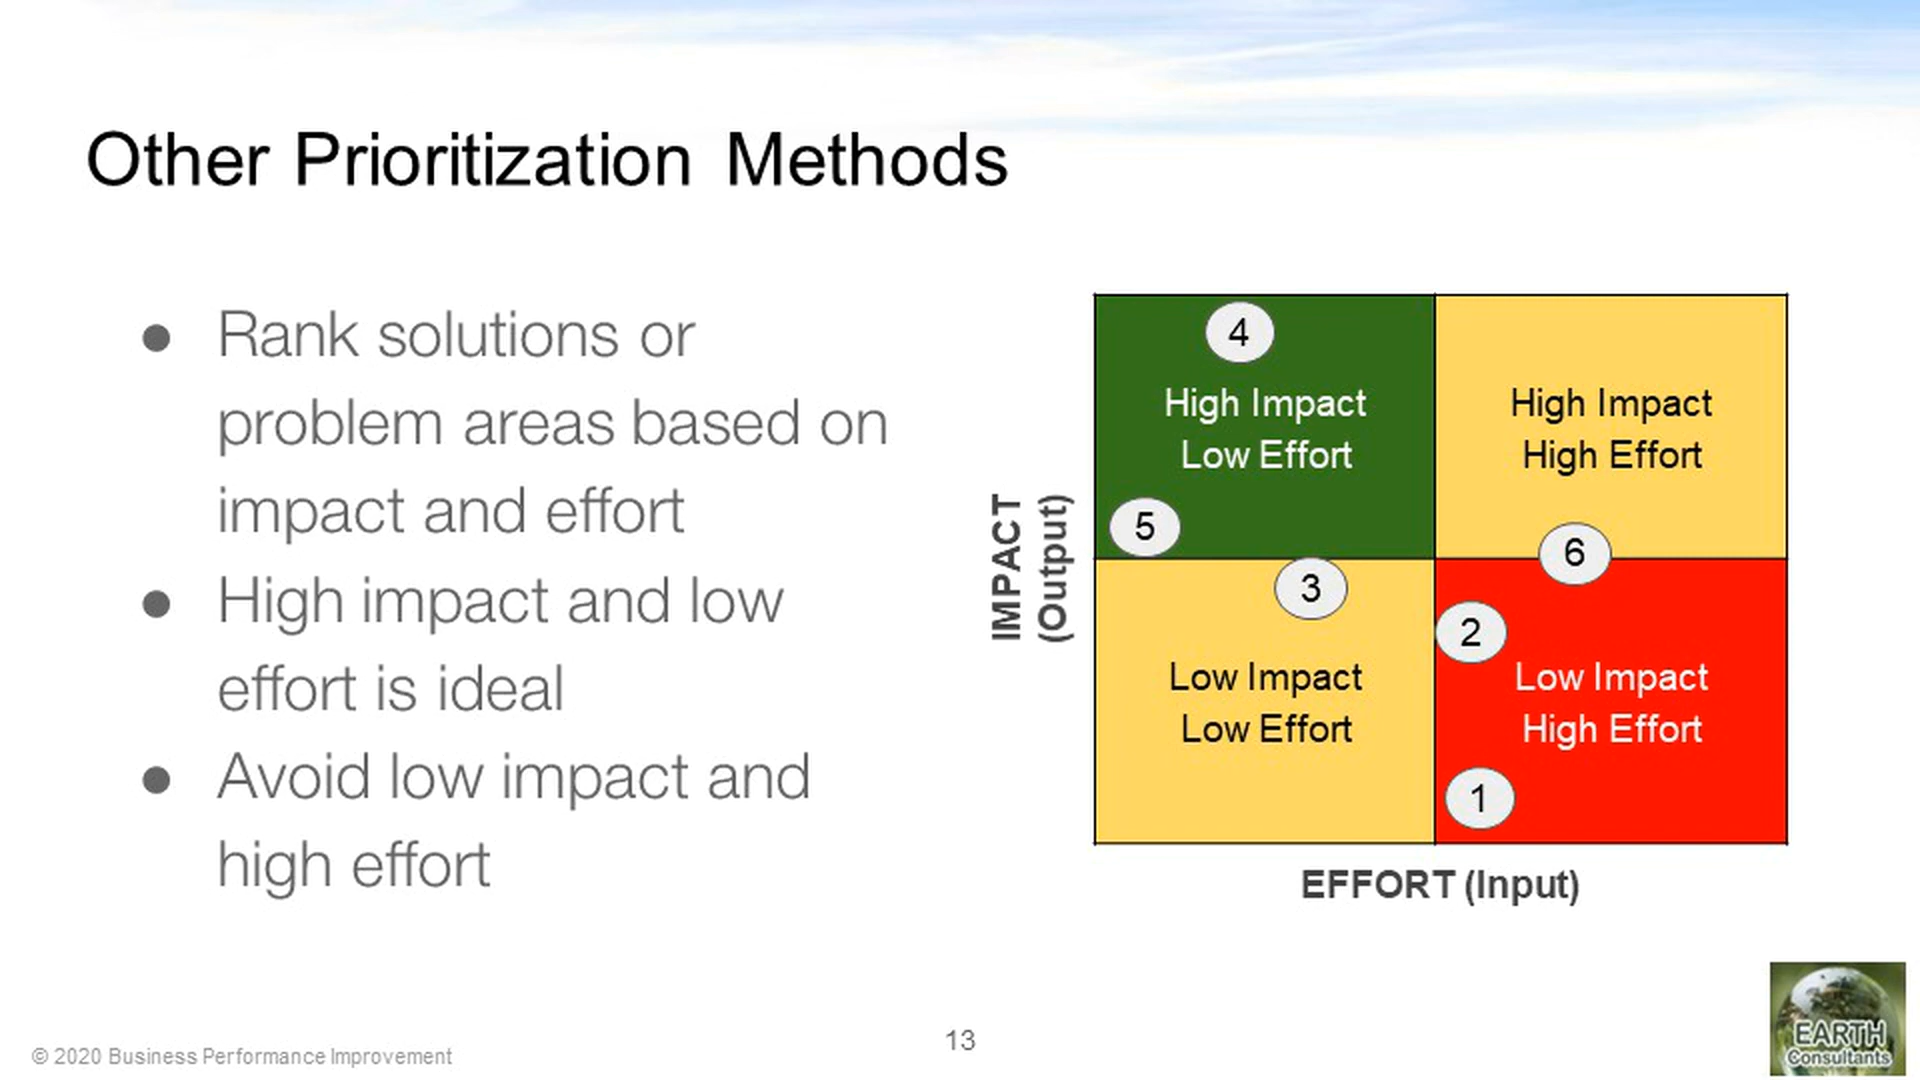 Other Prioritization Methods
● Rank solutions or
problem areas based on
impact and effort
● High impact and low
effort is ideal
● Avoid low impact and
high effort
IMPACT
(Output)
4
High Impact
Low Effort
5
High Impact
High Effort
6
3
Low Impact
Low Effort
2
Low Impact
High Effort
1
EFFORT (Input)
© 2020 Business Performance Improvement
13
EARTH
Consultants